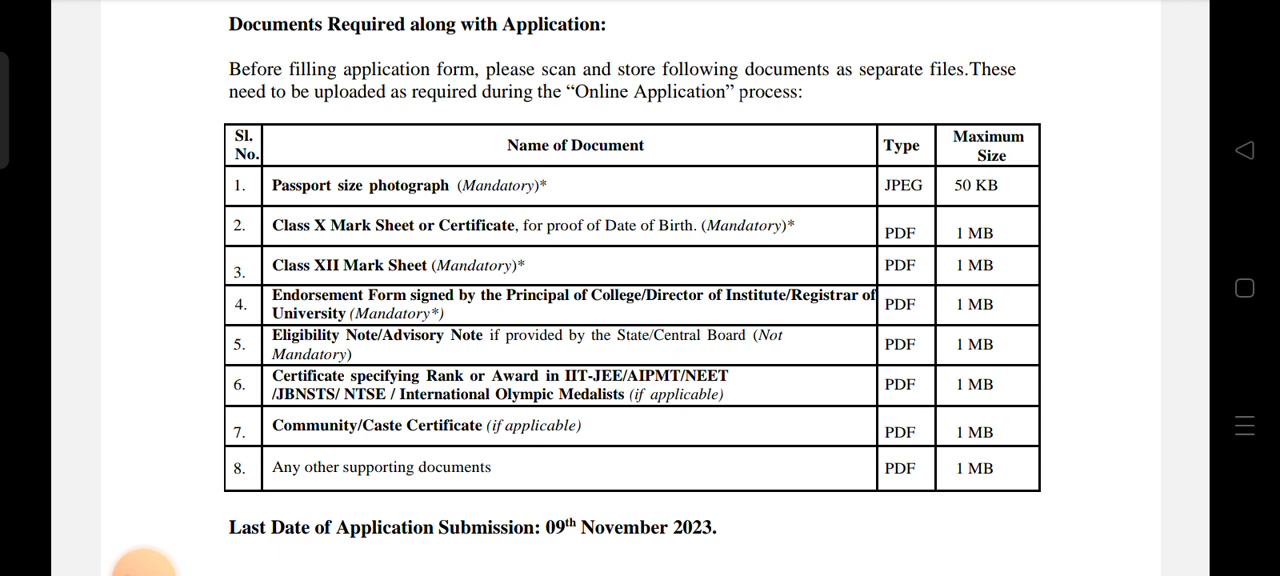 Documents Required along with Application:
Before filling application form, please scan and store following documents as separate files.These
need to be uploaded as required during the “Online Application” process:
Sl. No. Name of Document Type Maximum Size
1. Passport size photograph (Mandatory)* JPEG 50 KB
2. Class X Mark Sheet or Certificate, for proof of Date of Birth. (Mandatory)* PDF 1 MB
3. Class XII Mark Sheet (Mandatory)* PDF 1 MB
4. Endorsement Form signed by the Principal of College/Director of Institute/Registrar of
University (Mandatory*) PDF 1 MB
5. Eligibility Note/Advisory Note if provided by the State/Central Board (Not
Mandatory) PDF 1 MB
6. Certificate specifying Rank or Award in IIT-JEE/AIPMT/NEET
/JBNSTS/ NTSE / International Olympic Medalists (if applicable) PDF 1 MB
7. Community/Caste Certificate (if applicable) PDF 1 MB
8. Any other supporting documents PDF 1 MB
Last Date of Application Submission: 09th November 2023.